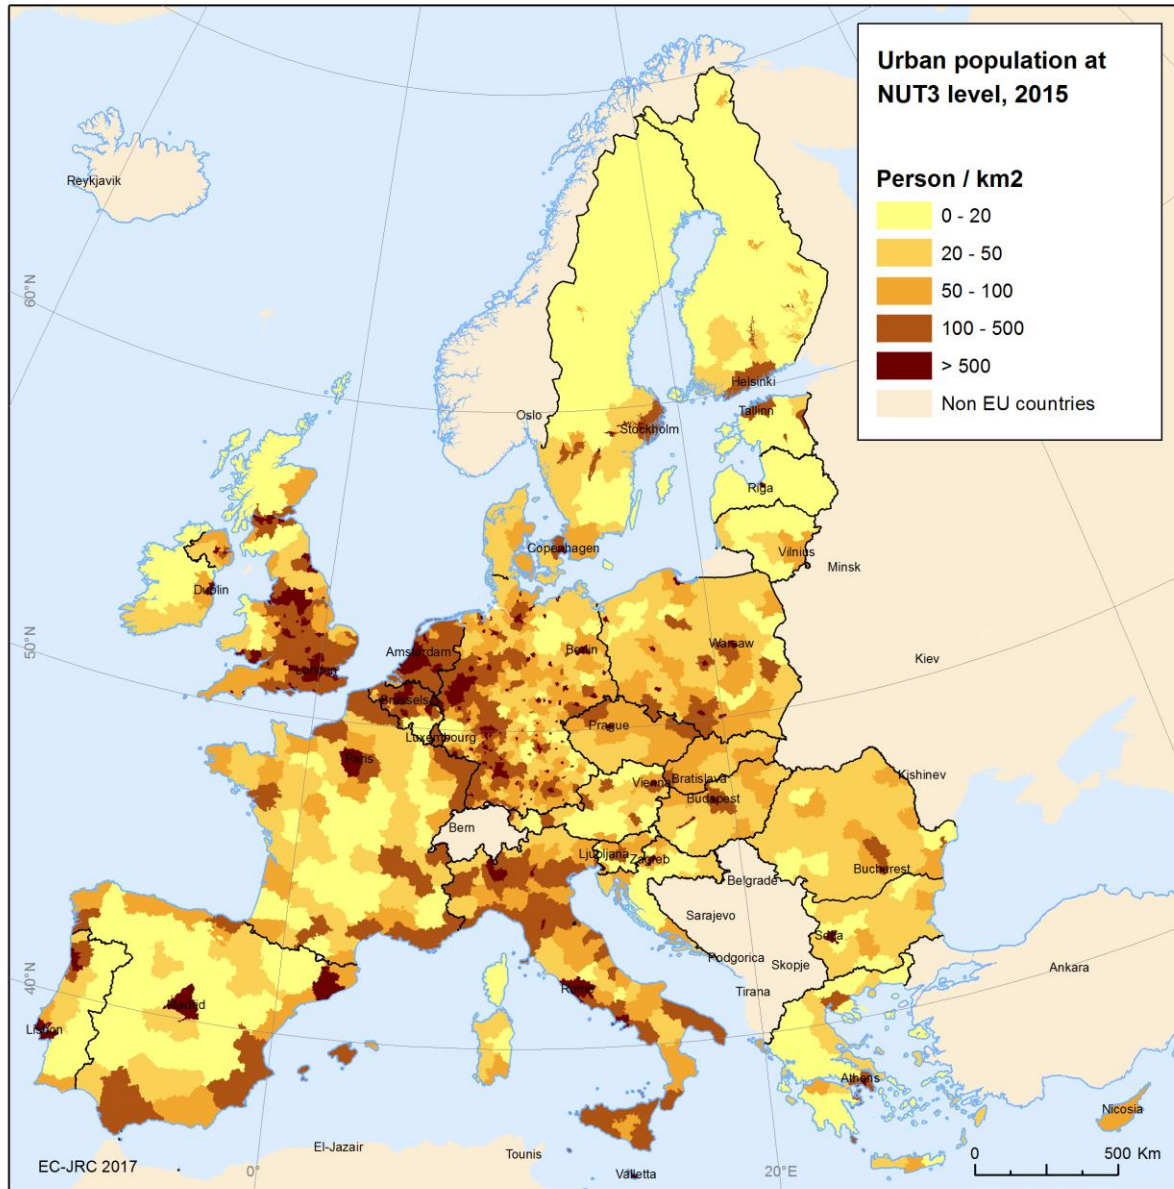 Urban population at
NUT3 level, 2015
Person / km2
0 - 20
20 - 50
50 - 100
100 - 500
> 500
Non EU countries
Reykjavik
60°N
Helsinki
Oslo
Tallinn
Stockholm
Riga
Copenhagen
Vilnius
Minsk
Dublin
50°N
Amsterdam
Berlin
Warsaw
Kiev
London
Brussels
Prague
Luxembourg
Paris
Vienna
Bratislava
Kishinev
Budapest
Bern
Ljubljana
Zagreb
Bucherest
Belgrade
Sarajevo
Sofia
Podgorica
Skopje
Ankara
40°N
Rome
Tirana
Madrid
Lisbon
Athens
Nicosia
El-Jazair
Tounis
0
500 Km
EC-JRC 2017
0°
Valletta
20°E